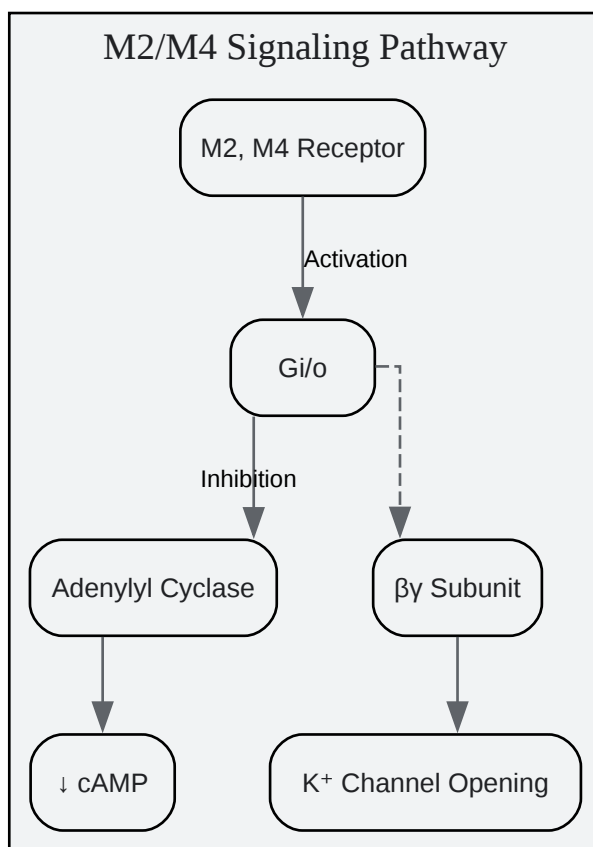 M2/M4 Signaling Pathway
M2, M4 Receptor
Activation
Gi/o
Inhibition
Adenylyl Cyclase
βγ Subunit
↓ cAMP
K⁺ Channel Opening